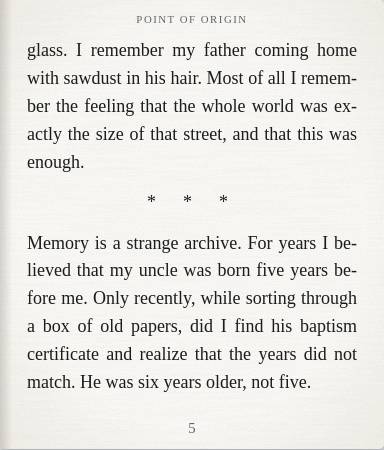 POINT OF ORIGIN
glass. I remember my father coming home
with sawdust in his hair. Most of all I remem-
ber the feeling that the whole world was ex-
actly the size of that street, and that this was
enough.
* * *
Memory is a strange archive. For years I be-
lieved that my uncle was born five years be-
fore me. Only recently, while sorting through
a box of old papers, did I find his baptism
certificate and realize that the years did not
match. He was six years older, not five.
5